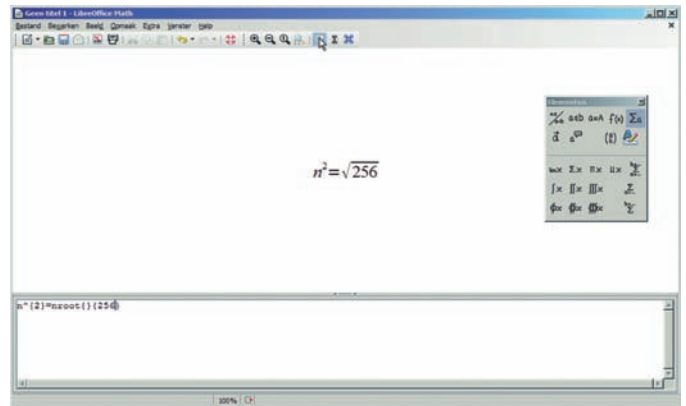 Geen titel 1 - LibreOffice Math
Bestand Bewerken Beeld Opmaak Extra Venster Help
Elementen
a≤b a∈A f(x) Σa
n²=√256
n^{2}=nroot{}{256}
100%